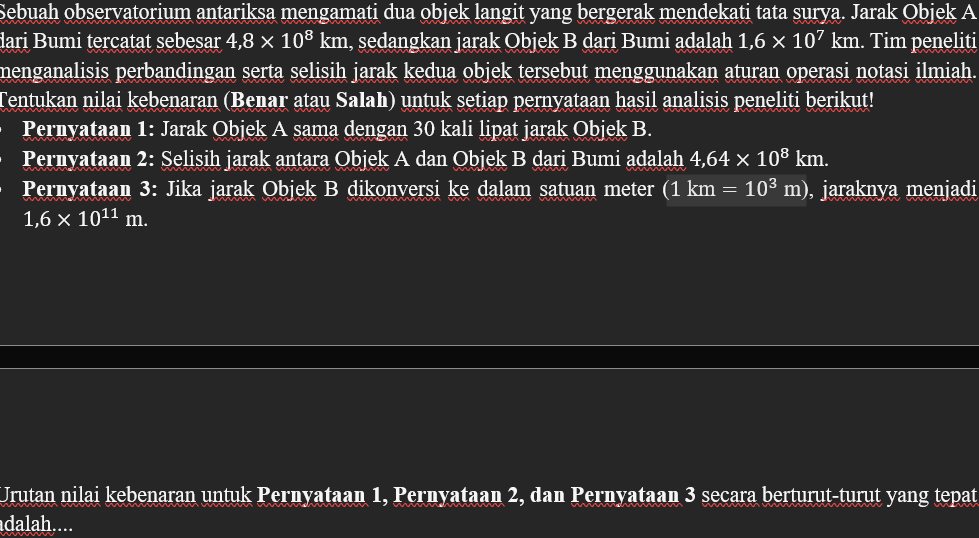 Sebuah observatorium antariksa mengamati dua objek langit yang bergerak mendekati tata surya. Jarak Objek A
dari Bumi tercatat sebesar 4,8 × 10⁸ km, sedangkan jarak Objek B dari Bumi adalah 1,6 × 10⁷ km. Tim peneliti
menganalisis perbandingan serta selisih jarak kedua objek tersebut menggunakan aturan operasi notasi ilmiah.
Tentukan nilai kebenaran (Benar atau Salah) untuk setiap pernyataan hasil analisis peneliti berikut!
• Pernyataan 1: Jarak Objek A sama dengan 30 kali lipat jarak Objek B.
• Pernyataan 2: Selisih jarak antara Objek A dan Objek B dari Bumi adalah 4,64 × 10⁸ km.
• Pernyataan 3: Jika jarak Objek B dikonversi ke dalam satuan meter (1 km = 10³ m), jaraknya menjadi
1,6 × 10¹¹ m.
Urutan nilai kebenaran untuk Pernyataan 1, Pernyataan 2, dan Pernyataan 3 secara berturut-turut yang tepat
adalah....